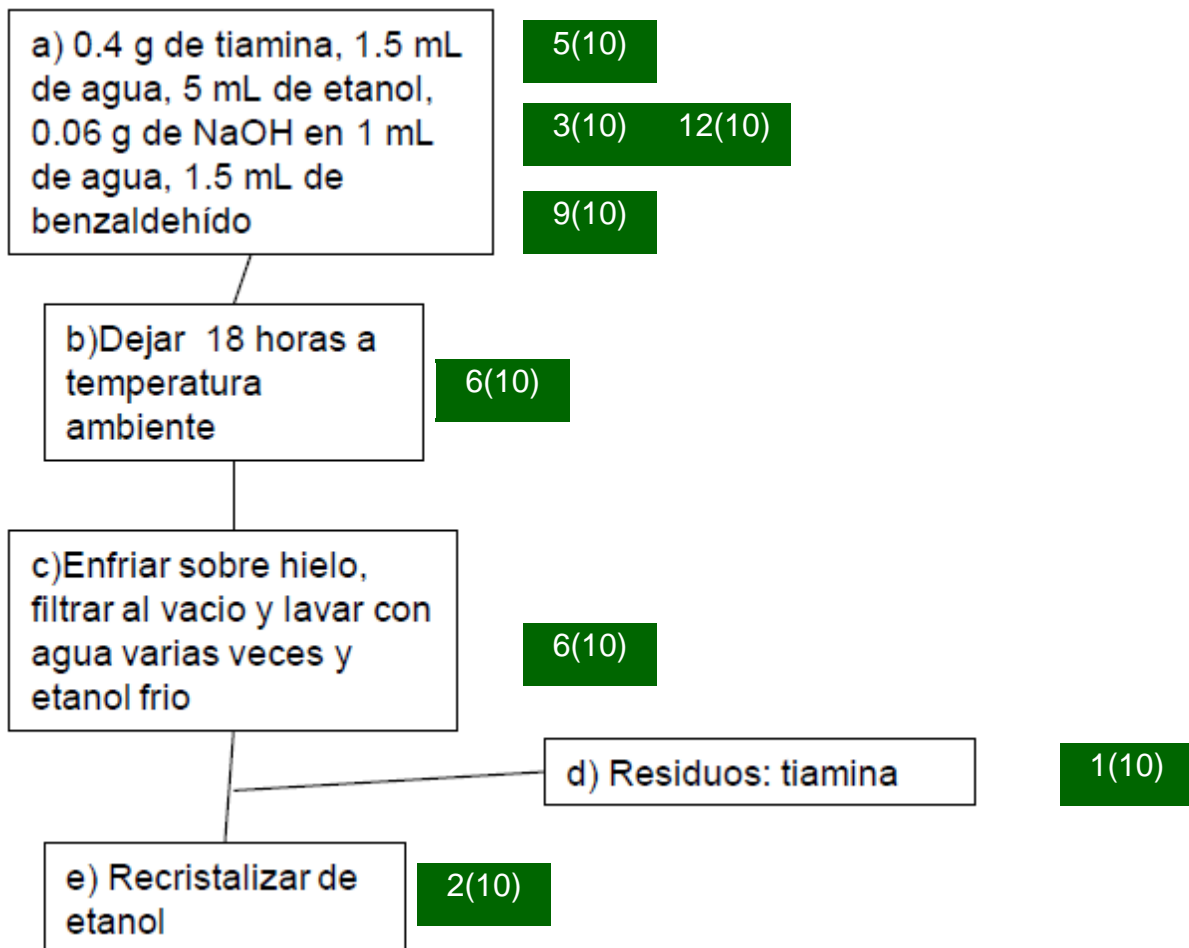 a) 0.4 g de tiamina, 1.5 mL
de agua, 5 mL de etanol,
0.06 g de NaOH en 1 mL
de agua, 1.5 mL de
benzaldehído
5(10)
3(10) 12(10)
9(10)
b)Dejar 18 horas a
temperatura
ambiente
6(10)
c)Enfriar sobre hielo,
filtrar al vacio y lavar con
agua varias veces y
etanol frio
6(10)
d) Residuos: tiamina
1(10)
e) Recristalizar de
etanol
2(10)